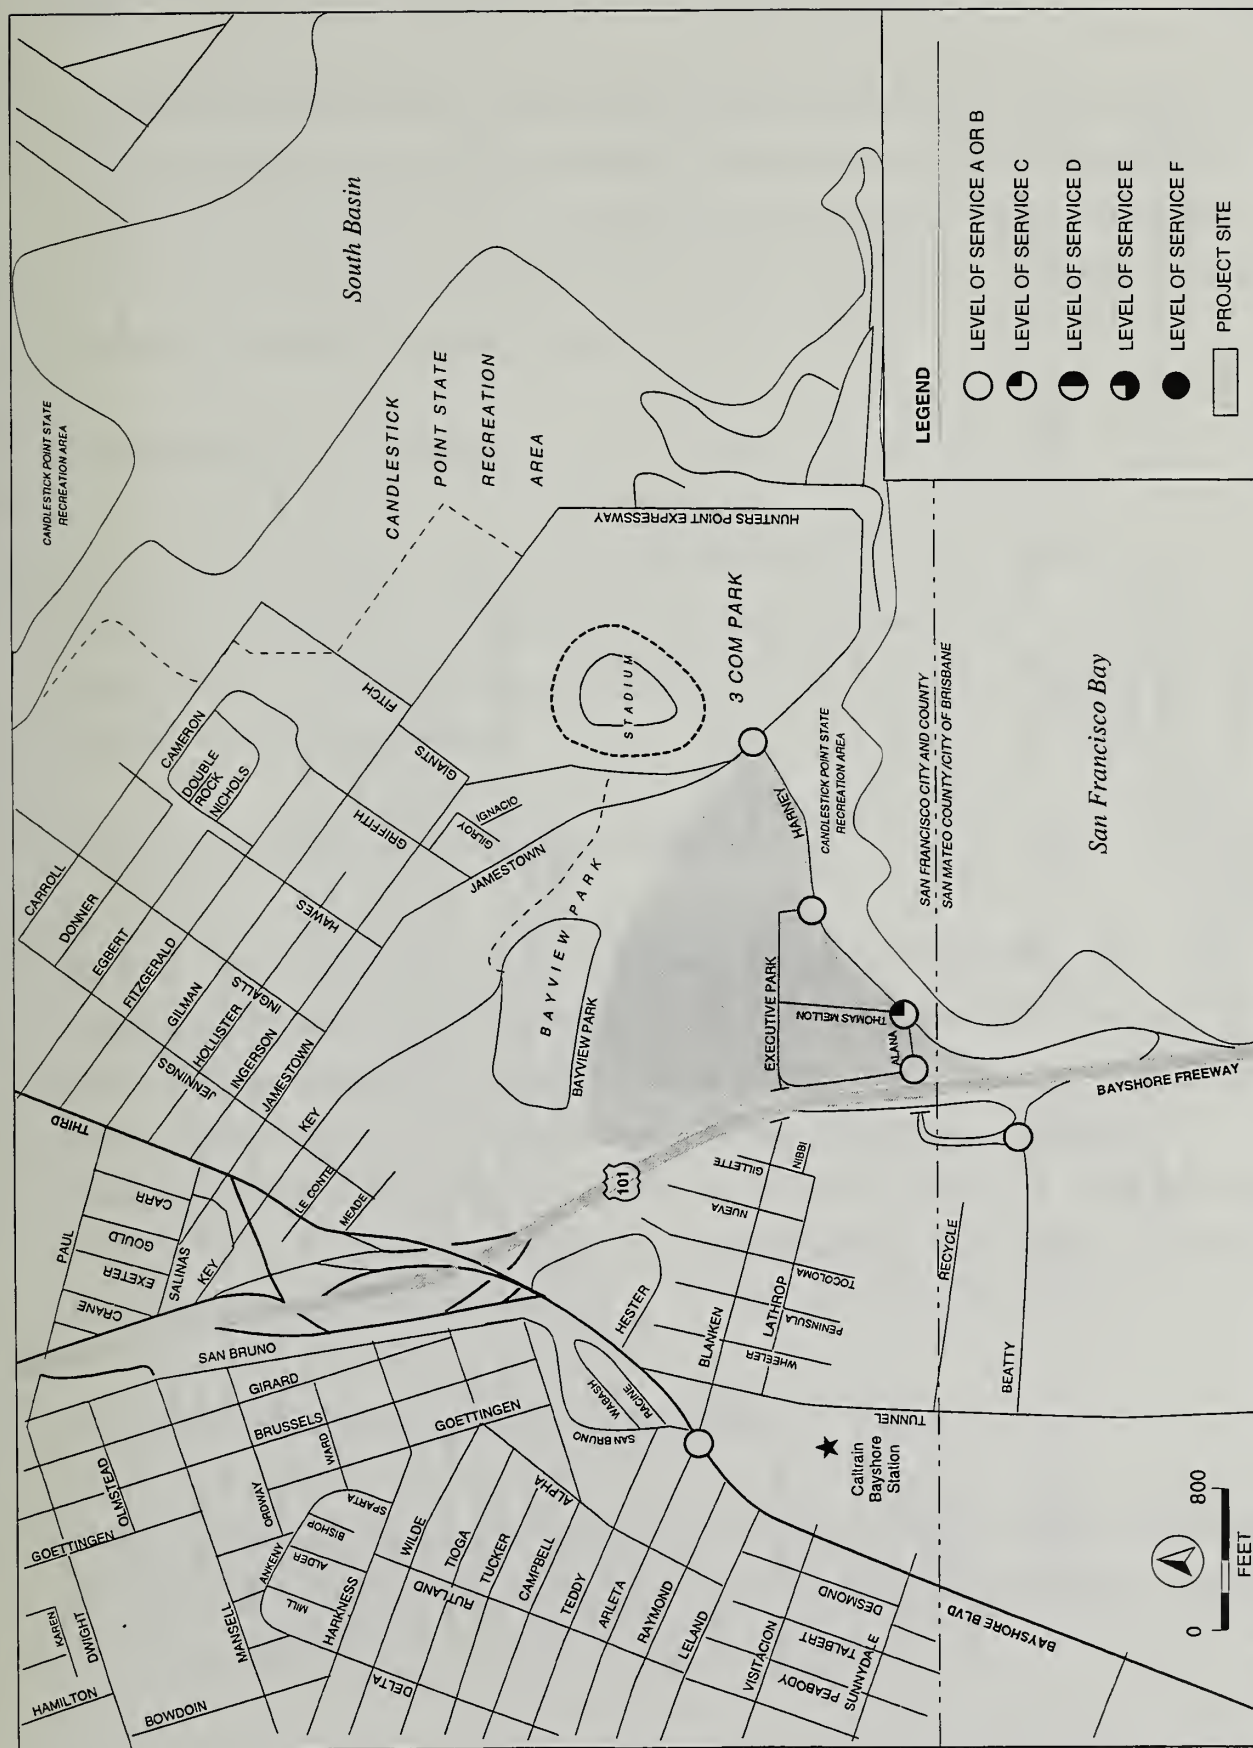 South Basin
CANDLESTICK POINT STATE
RECREATION AREA
CANDLESTICK
POINT STATE
RECREATION
AREA
HUNTERS POINT EXPRESSWAY
3 COM PARK
STADIUM
CANDLESTICK POINT STATE
RECREATION AREA
SAN FRANCISCO CITY AND COUNTY
SAN MATEO COUNTY/CITY OF BRISBANE
San Francisco Bay
LEGEND
LEVEL OF SERVICE A OR B
LEVEL OF SERVICE C
LEVEL OF SERVICE D
LEVEL OF SERVICE E
LEVEL OF SERVICE F
PROJECT SITE
CAMERON
DOUBLE
ROCK
NICHOLS
FITCH
GIANTS
GRIFFITH
GILROY
IGNACIO
JAMESTOWN
HAWES
CARROLL
DONNER
EGBERT
FITZGERALD
GILMAN
HOLLISTER
INGERSON
JAMESTOWN
INGALLS
JENNINGS
KEY
THIRD
LE CONTE
MEADE
BAYVIEW PARK
BAYVIEW PARK
HARNEY
EXECUTIVE PARK
THOMAS MELLON
ALANA
BAYSHORE FREEWAY
101
PAUL
CARR
GOULD
EXETER
CRANE
SALINAS
KEY
SAN BRUNO
GIRARD
BRUSSELS
WARD
GOETTINGEN
ORDWAY
OLMSTEAD
GOETTINGEN
MANSELL
DWIGHT
KAREN
HAMILTON
BOWDOIN
ANKENY
SPARTA
BISHOP
ALDER
MILL
HARKNESS
WILDE
TIOGA
TUCKER
CAMPBELL
ALPHA
RUTLAND
DELTA
TEDDY
ARLETA
RAYMOND
LELAND
VISITACION
SUNNYDALE
DESMOND
TALBERT
PEABODY
BAYSHORE BLVD
HESTER
WABASH
RACINE
SAN BRUNO
BLANKEN
LATHROP
GILLETTE
NIBBI
NUEVA
TOCOLOMA
PENINSULA
WHEELER
TUNNEL
RECYCLE
BEATTY
Caltrain
Bayshore
Station
0 800
FEET